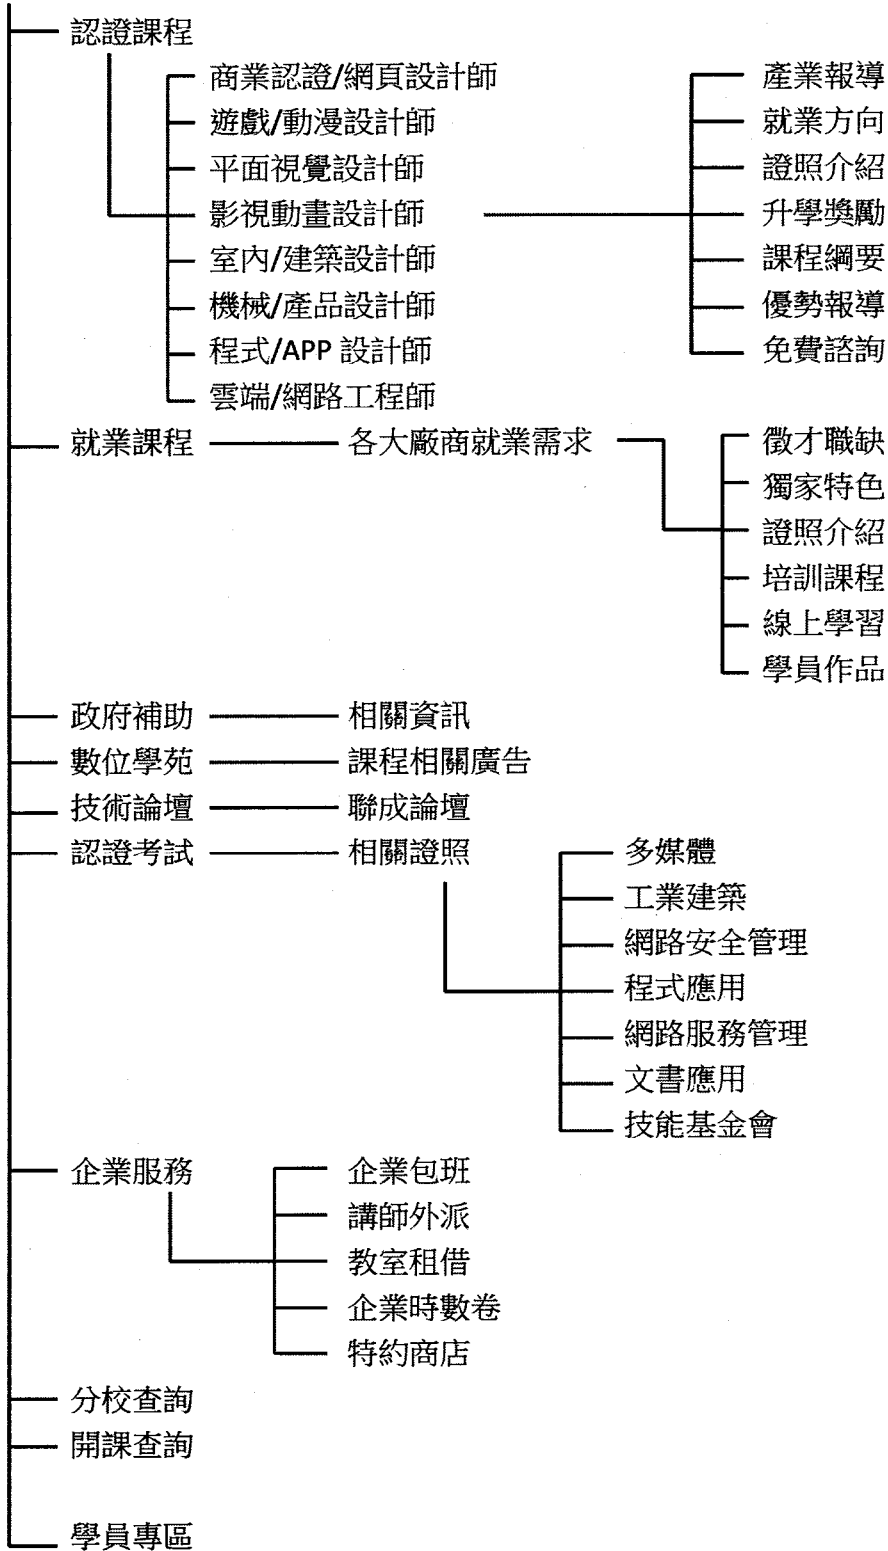 認證課程
商業認證/網頁設計師
遊戲/動漫設計師
平面視覺設計師
影視動畫設計師
室內/建築設計師
機械/產品設計師
程式/APP 設計師
雲端/網路工程師
產業報導
就業方向
證照介紹
升學獎勵
課程綱要
優勢報導
免費諮詢
就業課程
各大廠商就業需求
徵才職缺
獨家特色
證照介紹
培訓課程
線上學習
學員作品
政府補助
相關資訊
數位學苑
課程相關廣告
技術論壇
聯成論壇
認證考試
相關證照
多媒體
工業建築
網路安全管理
程式應用
網路服務管理
文書應用
技能基金會
企業服務
企業包班
講師外派
教室租借
企業時數卷
特約商店
分校查詢
開課查詢
學員專區